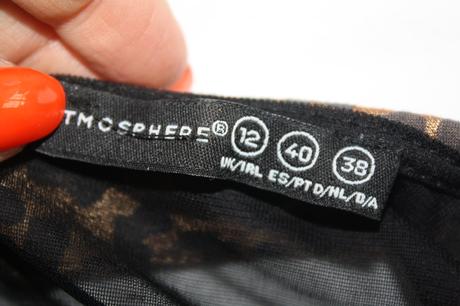 TMOSPHERE® 12 40 38
UK/IRL ES/PT D/NL/B/A